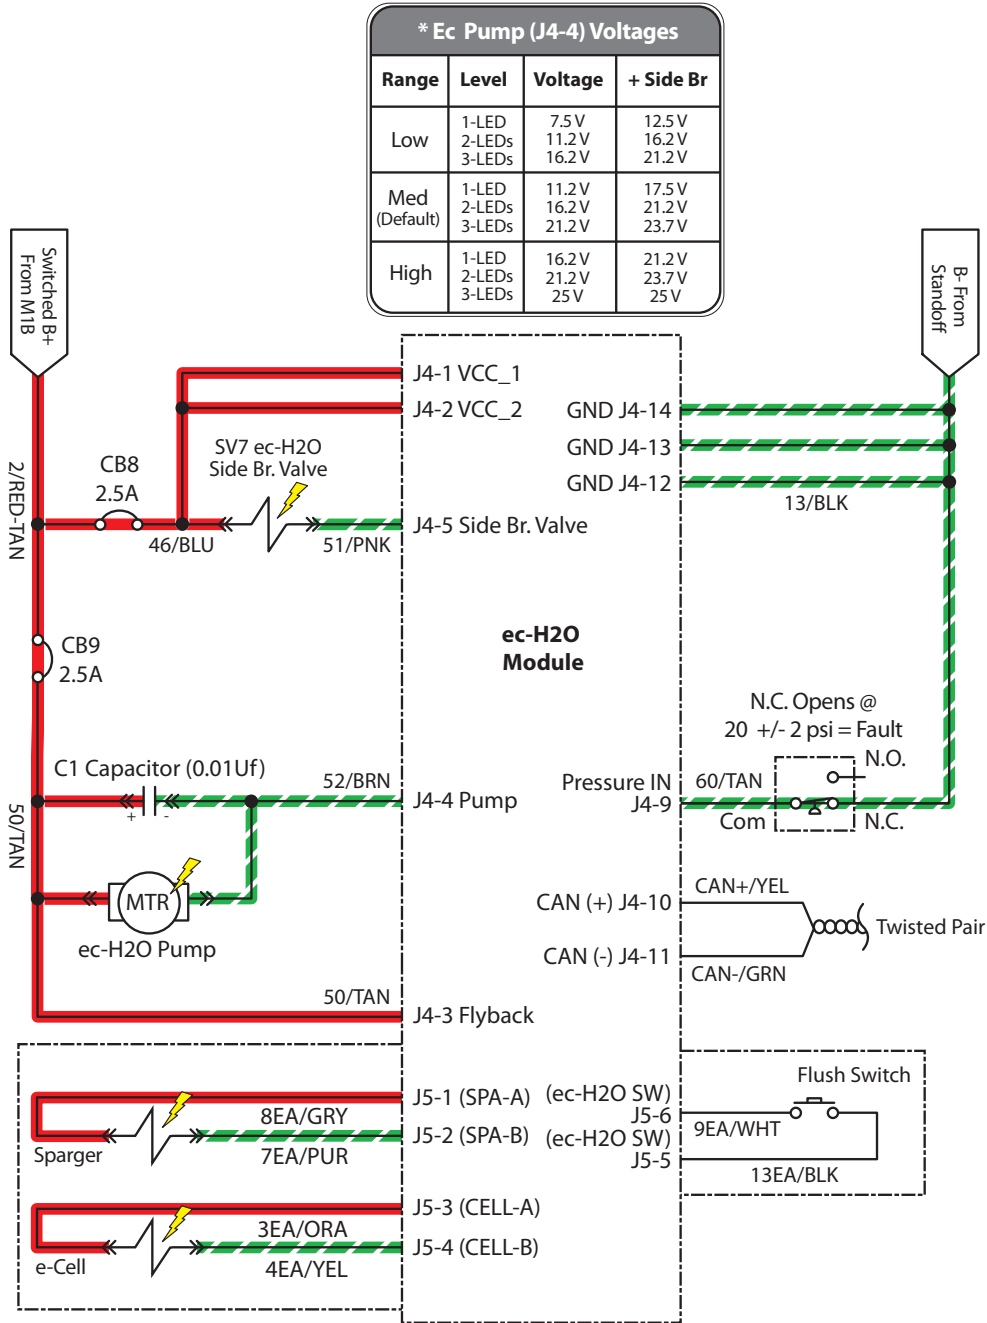 * Ec Pump (J4-4) Voltages
Range Level Voltage + Side Br
Low
1-LED 7.5 V 12.5 V
2-LEDs 11.2 V 16.2 V
3-LEDs 16.2 V 21.2 V
Med
(Default)
1-LED 11.2 V 17.5 V
2-LEDs 16.2 V 21.2 V
3-LEDs 21.2 V 23.7 V
High
1-LED 16.2 V 21.2 V
2-LEDs 21.2 V 23.7 V
3-LEDs 25 V 25 V
Switched B+
From M1B
B- From
Standoff
J4-1 VCC_1
J4-2 VCC_2
GND J4-14
GND J4-13
GND J4-12
13/BLK
SV7 ec-H2O
Side Br. Valve
CB8
2.5A
2/RED-TAN
46/BLU
51/PNK
J4-5 Side Br. Valve
ec-H2O
Module
CB9
2.5A
N.C. Opens @
20 +/- 2 psi = Fault
N.O.
C1 Capacitor (0.01Uf)
52/BRN
J4-4 Pump
Pressure IN
J4-9
60/TAN
Com
N.C.
+ -
50/TAN
MTR
ec-H2O Pump
CAN (+) J4-10
CAN+/YEL
Twisted Pair
CAN (-) J4-11
CAN-/GRN
50/TAN
J4-3 Flyback
Flush Switch
J5-1 (SPA-A)
(ec-H2O SW)
J5-6
8EA/GRY
9EA/WHT
J5-2 (SPA-B)
(ec-H2O SW)
J5-5
Sparger
7EA/PUR
13EA/BLK
J5-3 (CELL-A)
3EA/ORA
J5-4 (CELL-B)
e-Cell
4EA/YEL